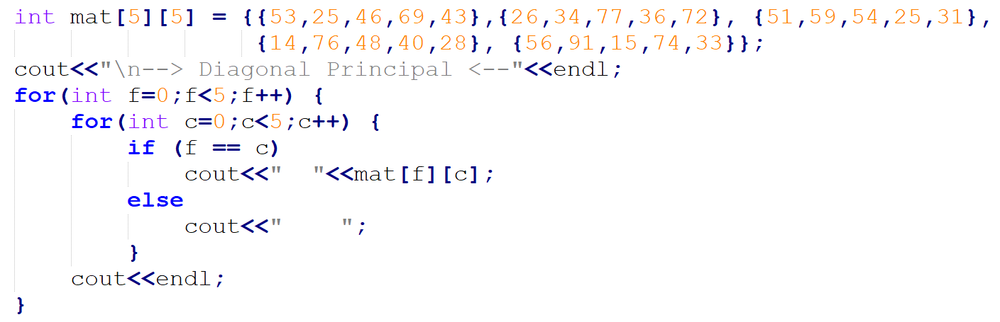 int mat[5][5] = {{53,25,46,69,43},{26,34,77,36,72}, {51,59,54,25,31},
                 {14,76,48,40,28}, {56,91,15,74,33}};
cout<<"\n--> Diagonal Principal <--"<<endl;
for(int f=0;f<5;f++) {
    for(int c=0;c<5;c++) {
        if (f == c)
            cout<<"  "<<mat[f][c];
        else
            cout<<"    ";
        }
    cout<<endl;
}